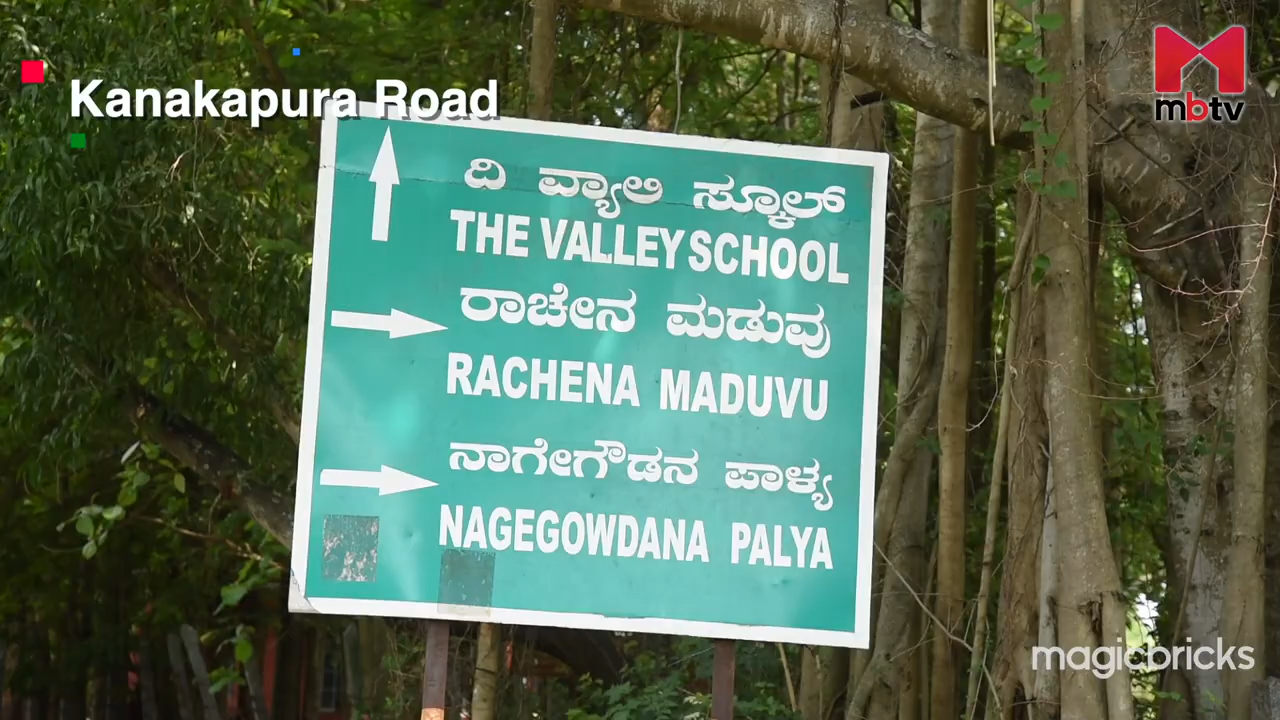 Kanakapura Road
mbtv
ದಿ ವ್ಯಾಲಿ ಸ್ಕೂಲ್
THE VALLEY SCHOOL
ರಾಚೇನ ಮಡುವು
RACHENA MADUVU
ನಾಗೇಗೌಡನ ಪಾಳ್ಯ
NAGEGOWDANA PALYA
magicbricks